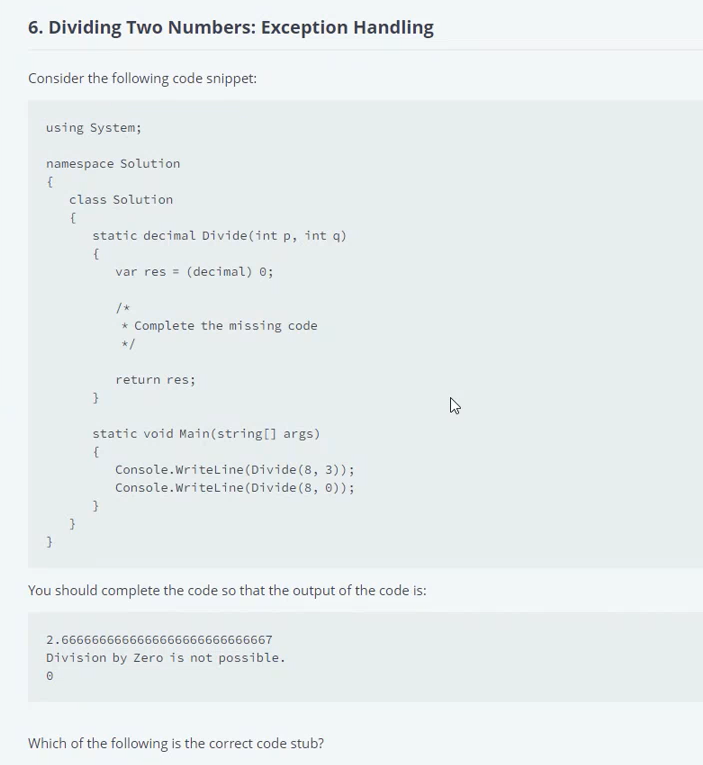 6. Dividing Two Numbers: Exception Handling
Consider the following code snippet:
using System;
namespace Solution
{
class Solution
{
static decimal Divide(int p, int q)
{
var res = (decimal) 0;
/*
* Complete the missing code
*/
return res;
}
static void Main(string[] args)
{
Console.WriteLine(Divide(8, 3));
Console.WriteLine(Divide(8, 0));
}
}
}
You should complete the code so that the output of the code is:
2.6666666666666666666666666667
Division by Zero is not possible.
0
Which of the following is the correct code stub?